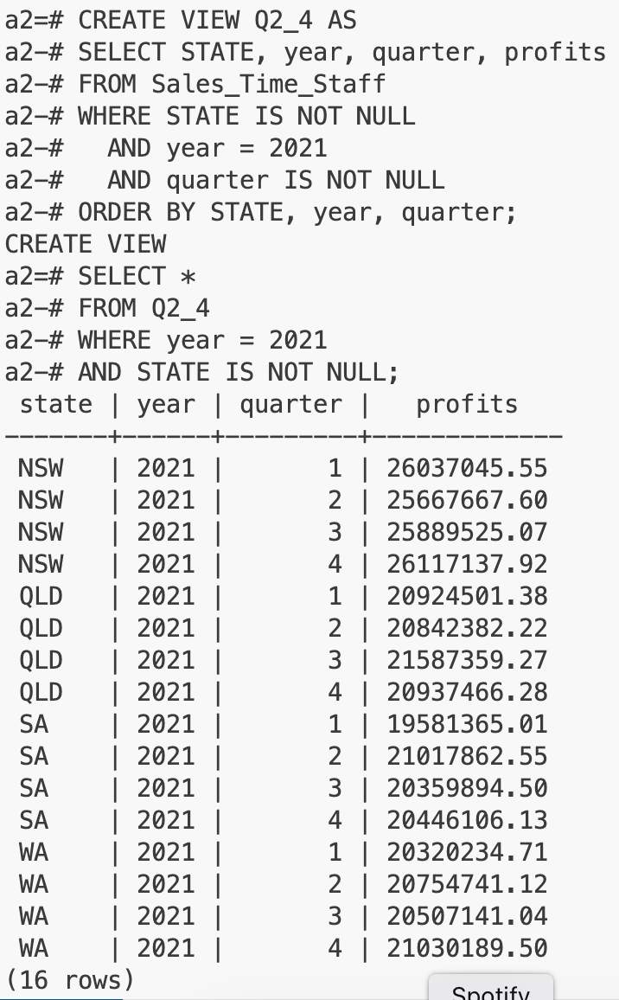 a2=# CREATE VIEW Q2_4 AS
a2-# SELECT STATE, year, quarter, profits
a2-# FROM Sales_Time_Staff
a2-# WHERE STATE IS NOT NULL
a2-#   AND year = 2021
a2-#   AND quarter IS NOT NULL
a2-# ORDER BY STATE, year, quarter;
CREATE VIEW
a2=# SELECT *
a2-# FROM Q2_4
a2-# WHERE year = 2021
a2-# AND STATE IS NOT NULL;
 state | year | quarter |   profits
-------+------+---------+-------------
 NSW   | 2021 |       1 | 26037045.55
 NSW   | 2021 |       2 | 25667667.60
 NSW   | 2021 |       3 | 25889525.07
 NSW   | 2021 |       4 | 26117137.92
 QLD   | 2021 |       1 | 20924501.38
 QLD   | 2021 |       2 | 20842382.22
 QLD   | 2021 |       3 | 21587359.27
 QLD   | 2021 |       4 | 20937466.28
 SA    | 2021 |       1 | 19581365.01
 SA    | 2021 |       2 | 21017862.55
 SA    | 2021 |       3 | 20359894.50
 SA    | 2021 |       4 | 20446106.13
 WA    | 2021 |       1 | 20320234.71
 WA    | 2021 |       2 | 20754741.12
 WA    | 2021 |       3 | 20507141.04
 WA    | 2021 |       4 | 21030189.50
(16 rows)
Spotify